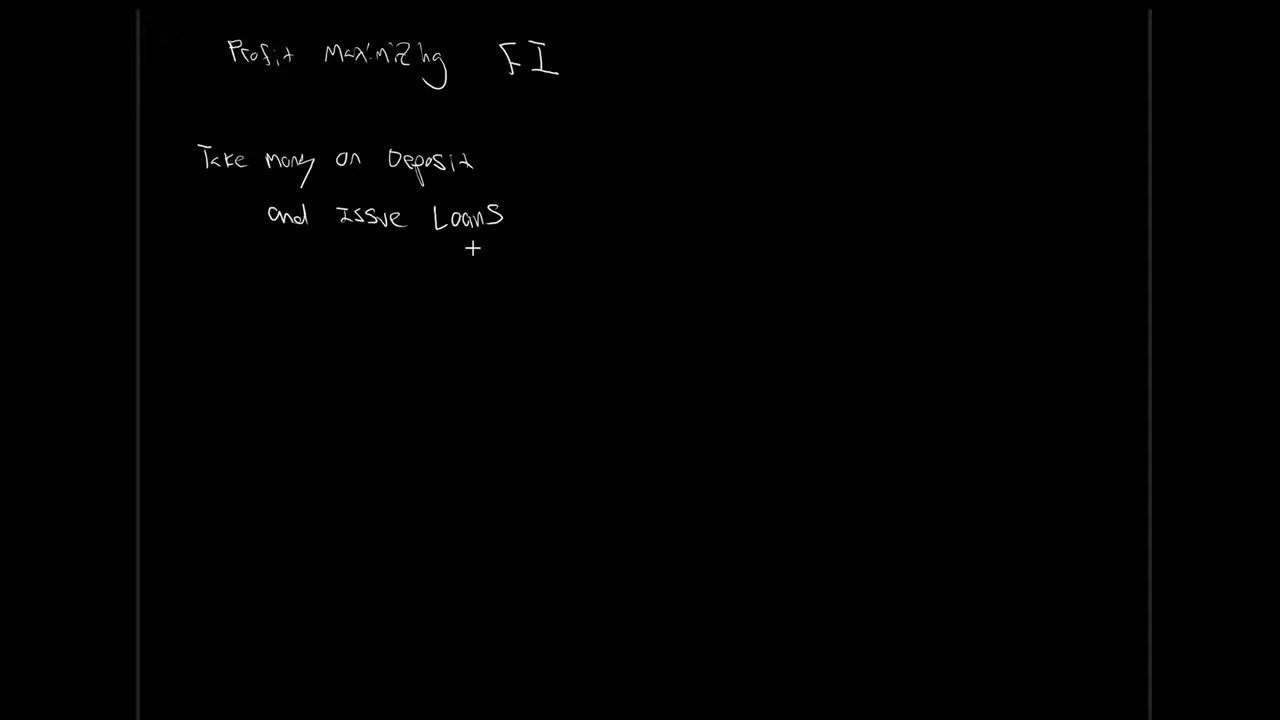 Profit Maximizing FI
Take Money on Deposit
and Issue Loans